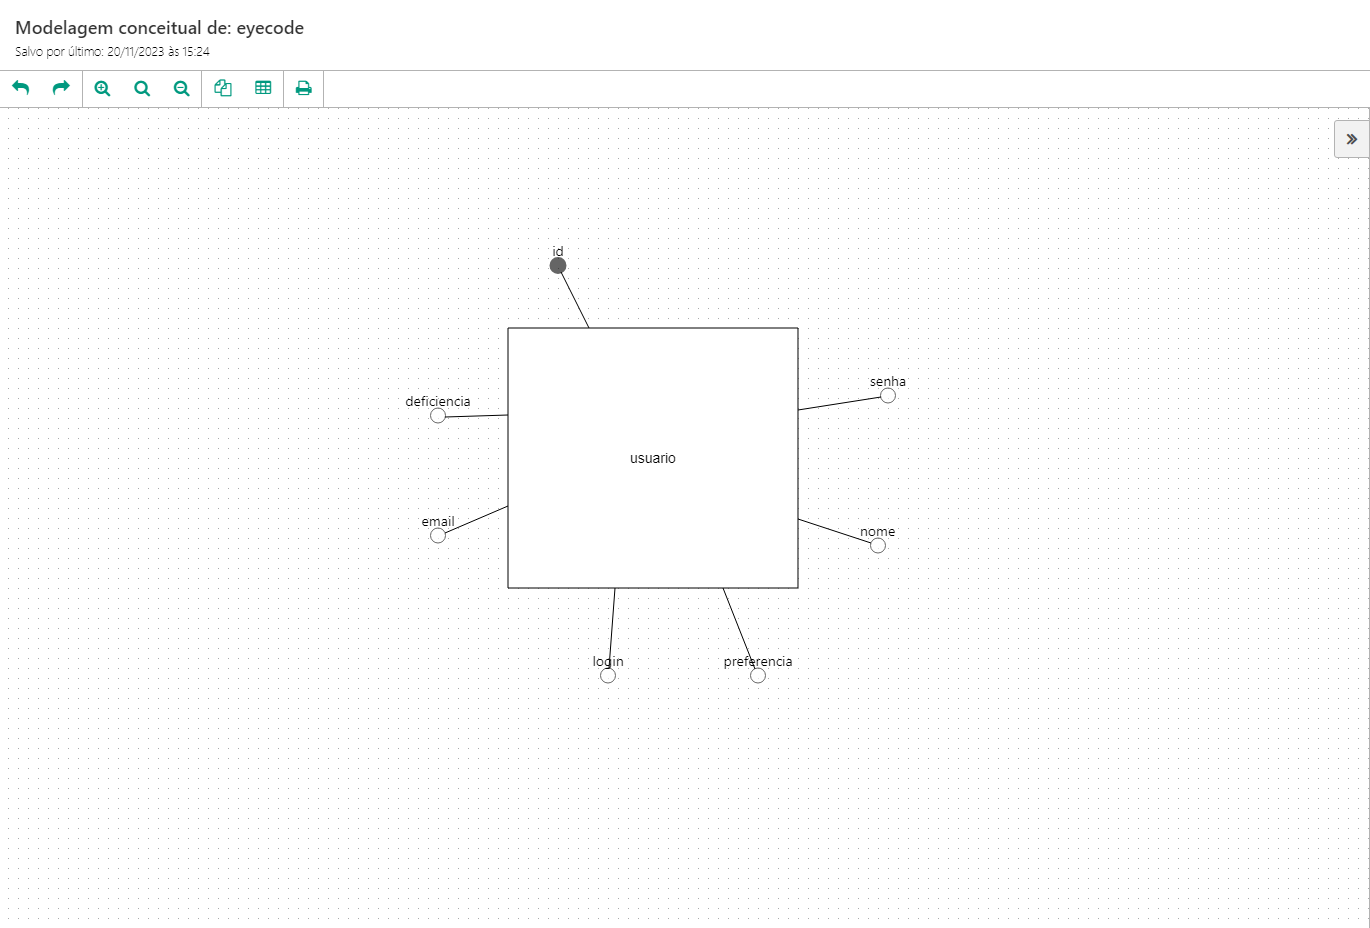 Modelagem conceitual de: eyecode
Salvo por último: 20/11/2023 às 15:24
id
senha
deficiencia
usuario
email
nome
login
preferencia